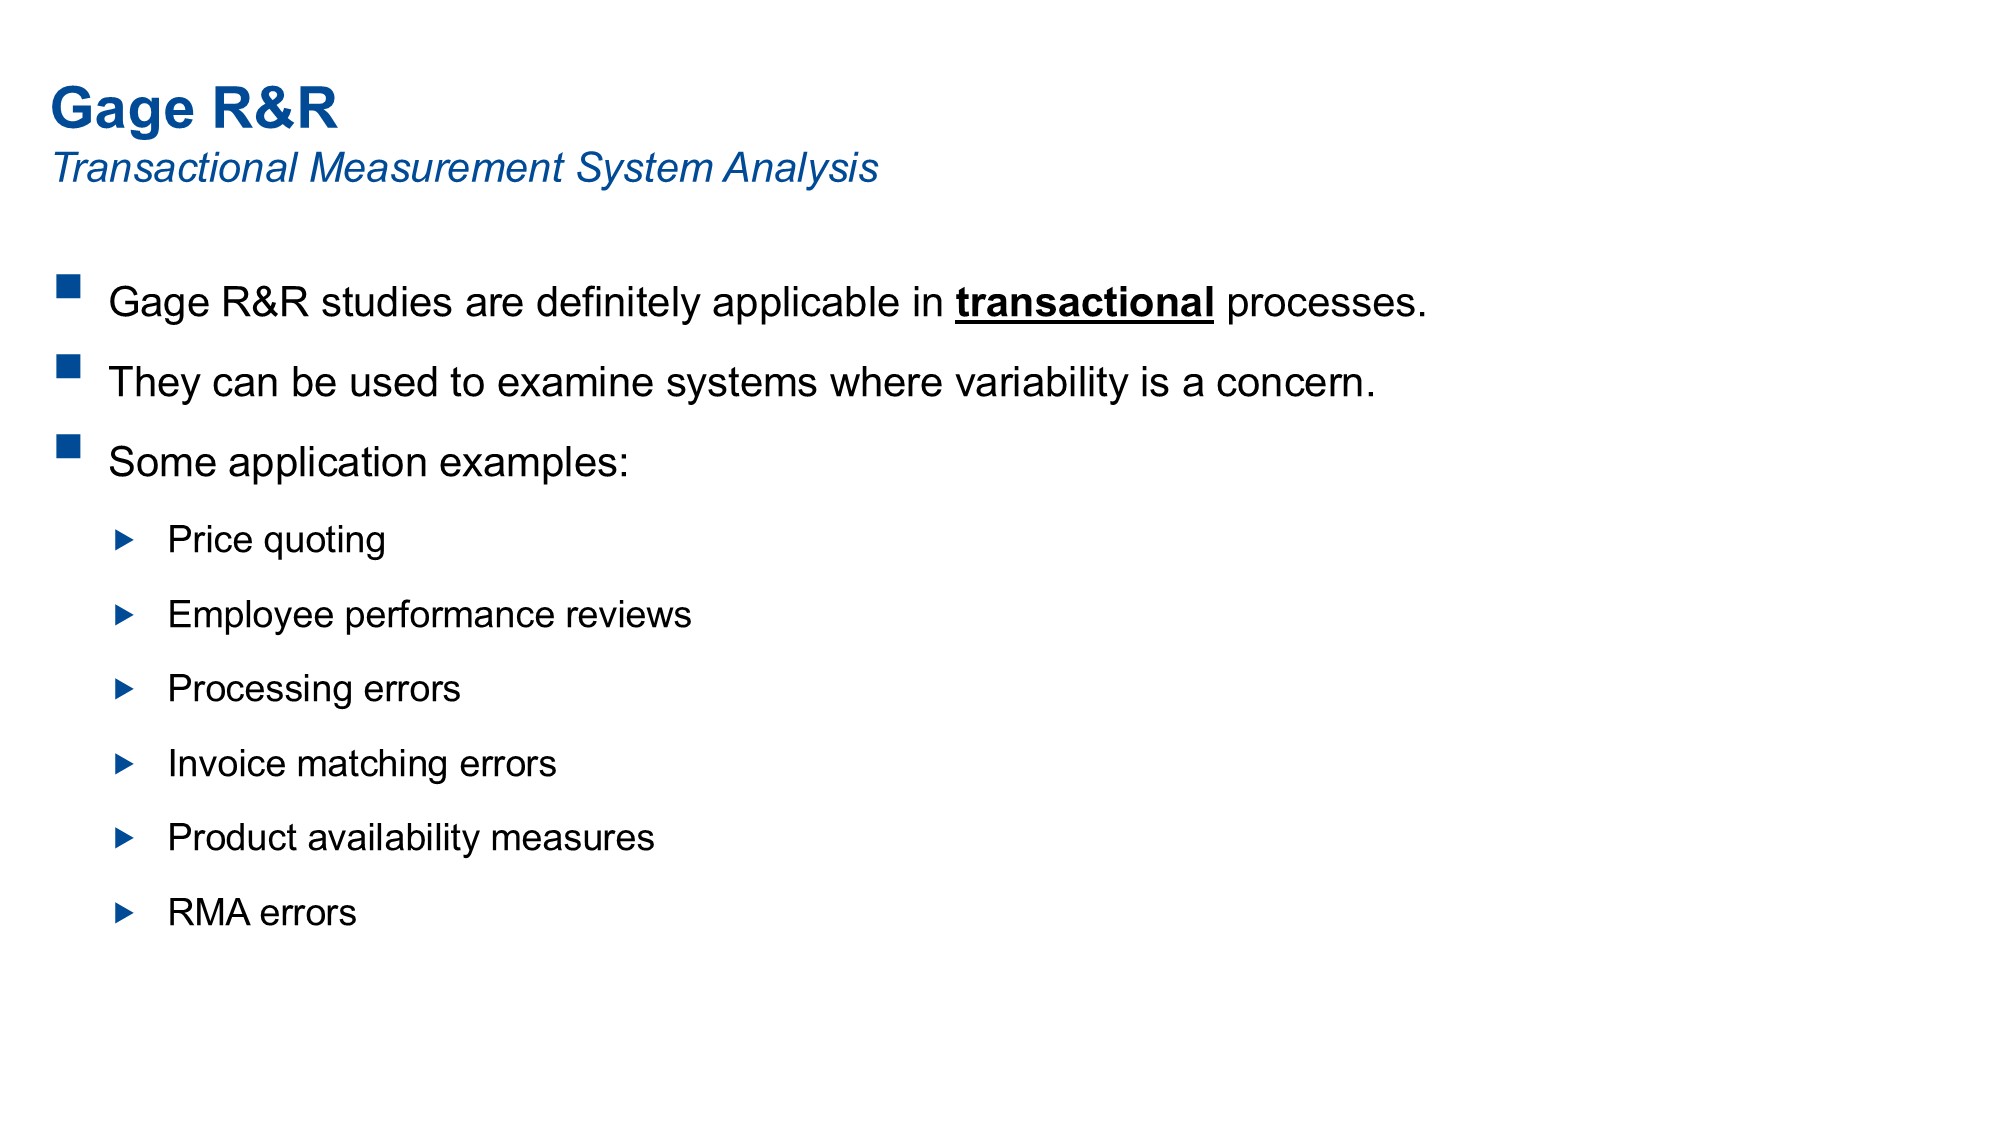 Gage R&R
Transactional Measurement System Analysis
Gage R&R studies are definitely applicable in transactional processes.
They can be used to examine systems where variability is a concern.
Some application examples:
Price quoting
Employee performance reviews
Processing errors
Invoice matching errors
Product availability measures
RMA errors